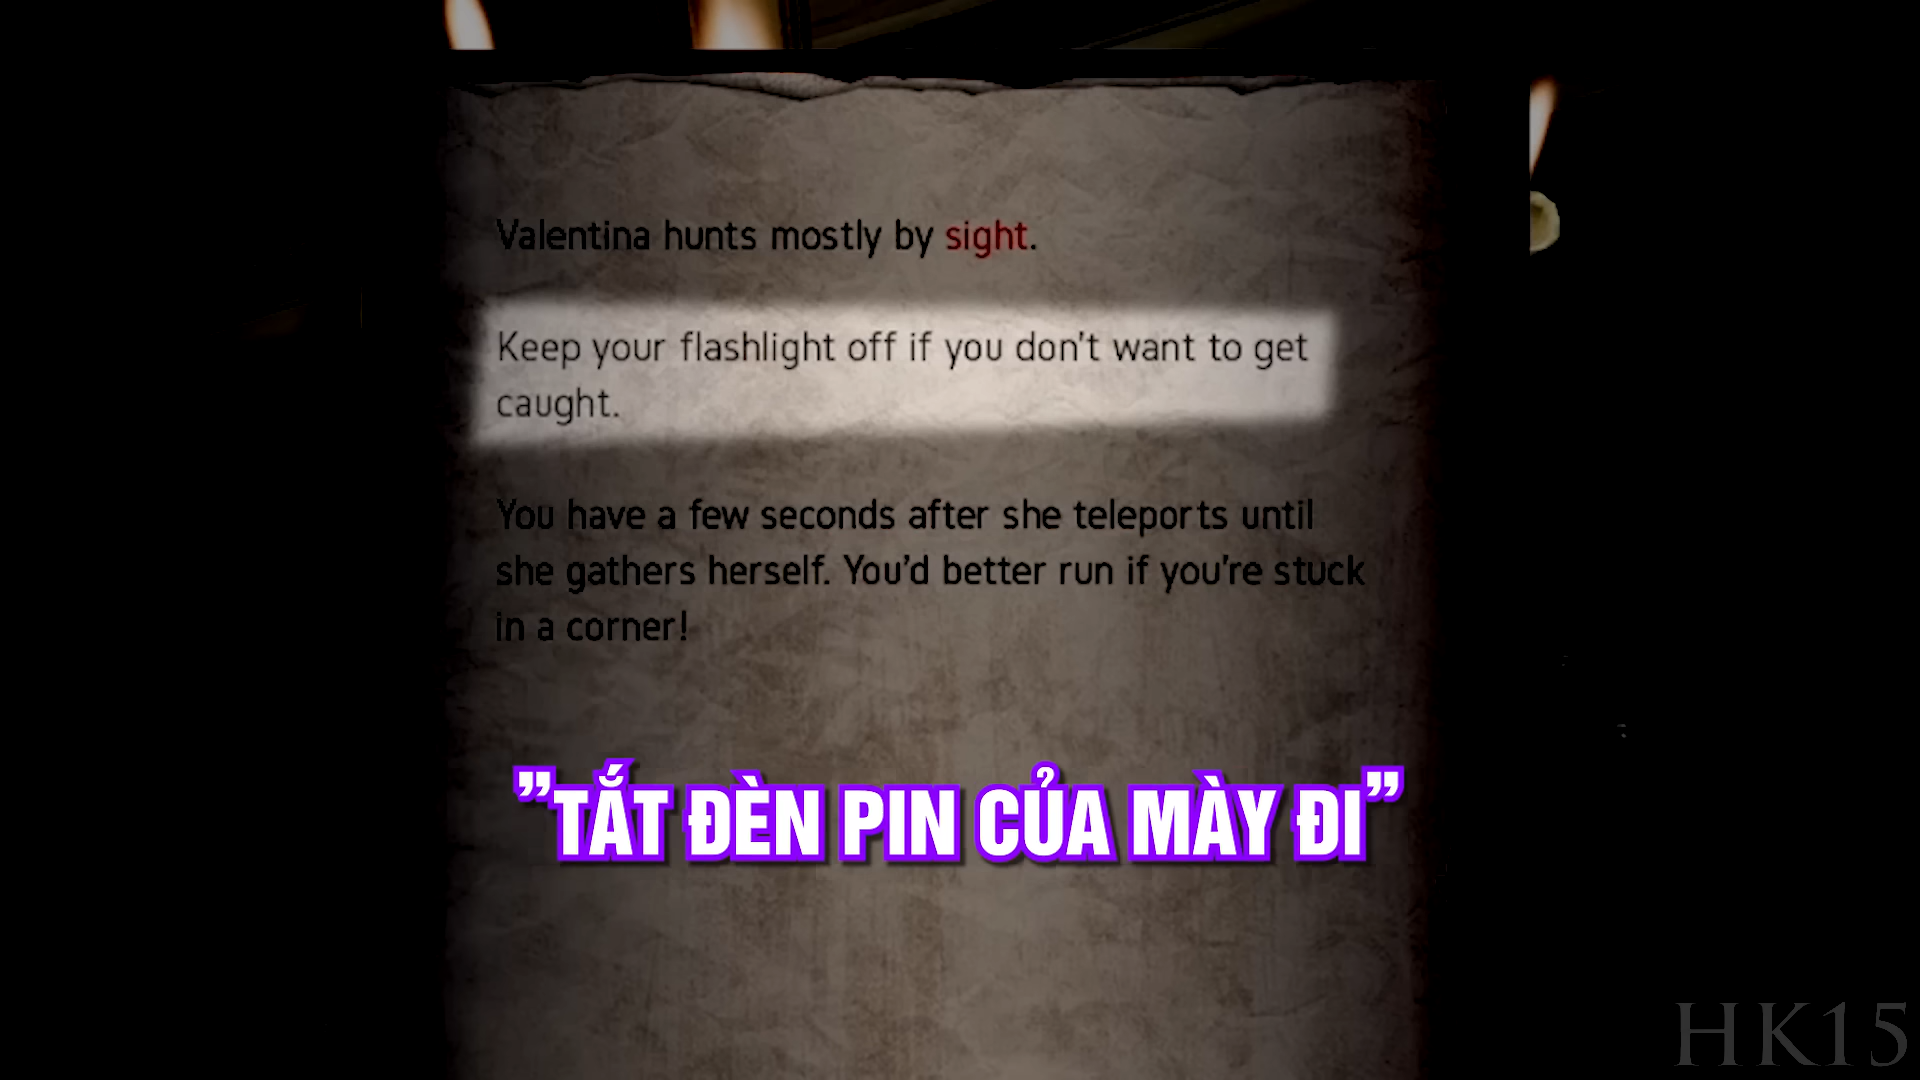 Valentina hunts mostly by sight.
Keep your flashlight off if you don't want to get
caught.
You have a few seconds after she teleports until
she gathers herself. You'd better run if you're stuck
in a corner!
”TẮT ĐÈN PIN CỦA MÀY ĐI”
HK15